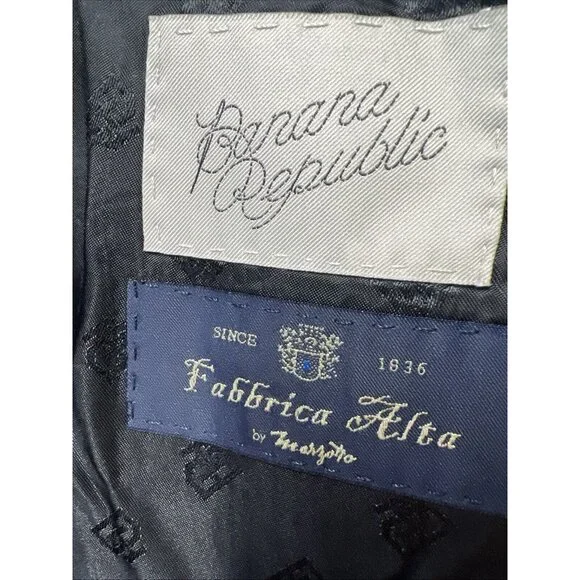 Banana
Republic
SINCE 1836
Fabbrica Alta
by Marzotto